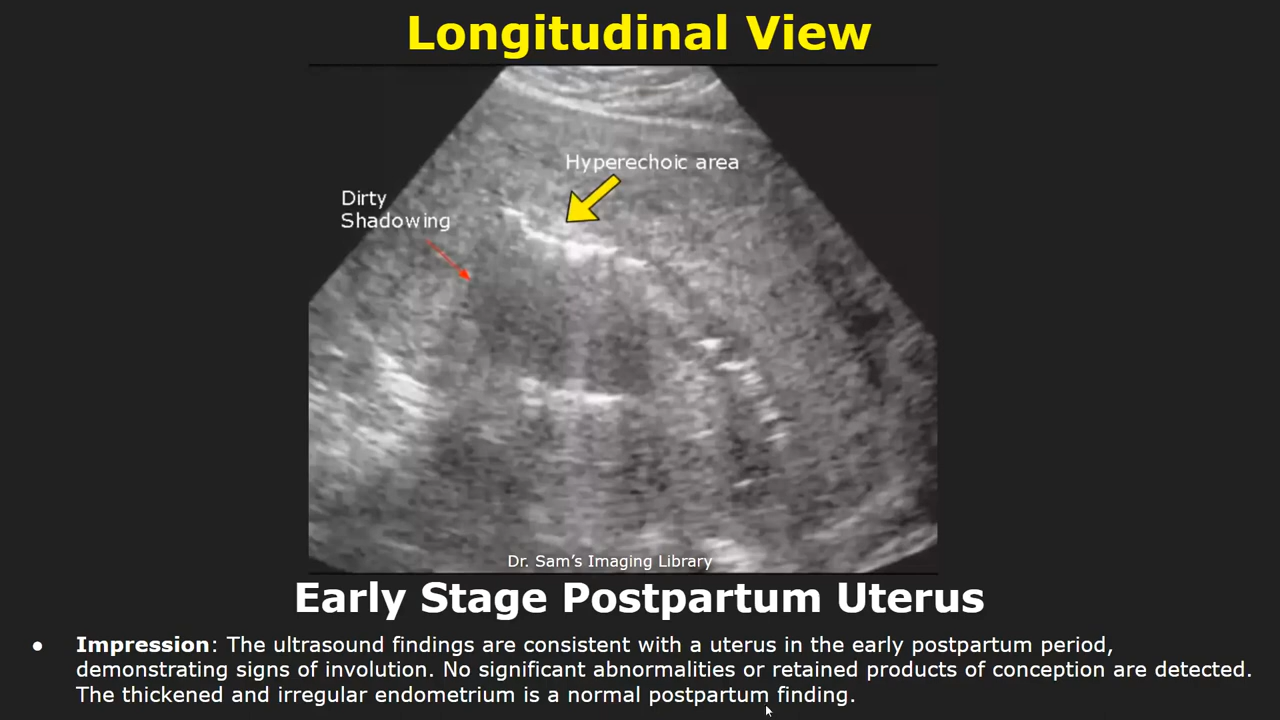 Longitudinal View
Hyperechoic area
Dirty
Shadowing
Dr. Sam’s Imaging Library
Early Stage Postpartum Uterus
● Impression: The ultrasound findings are consistent with a uterus in the early postpartum period,
demonstrating signs of involution. No significant abnormalities or retained products of conception are detected.
The thickened and irregular endometrium is a normal postpartum finding.